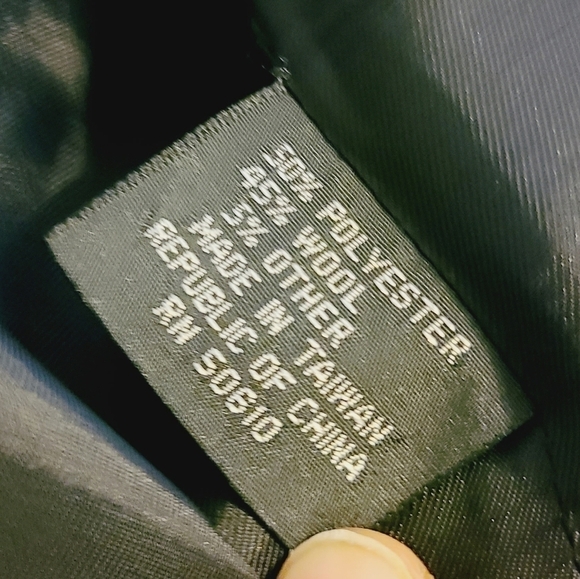 50% POLYESTER
45% WOOL
5% OTHER
MADE IN TAIWAN
REPUBLIC OF CHINA
RN 50610